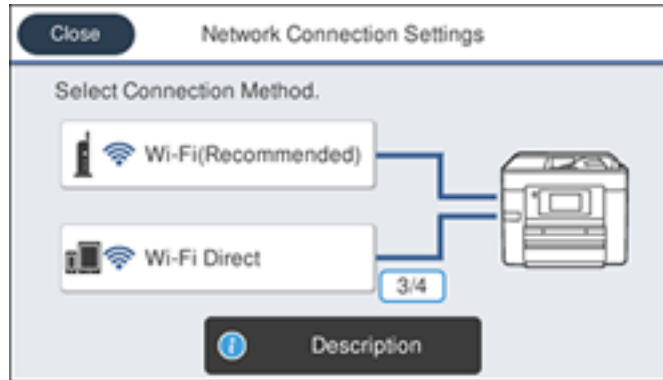 Close
Network Connection Settings
Select Connection Method.
Wi-Fi(Recommended)
Wi-Fi Direct
3/4
i Description